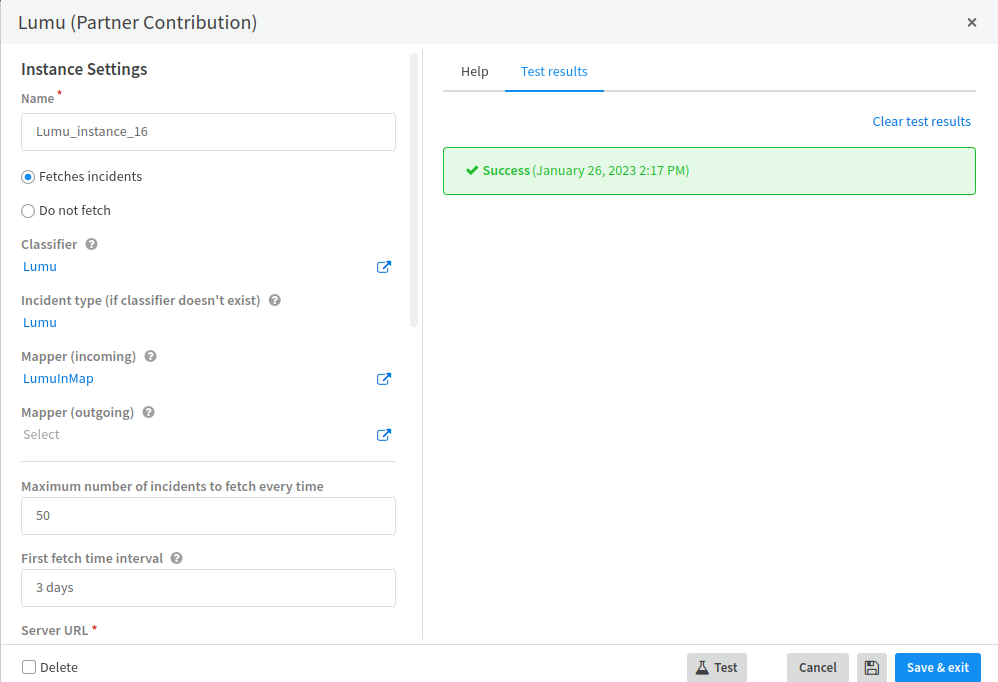 Lumu (Partner Contribution)
×
Instance Settings
Name *
Lumu_instance_16
Fetches incidents
Do not fetch
Classifier ?
Lumu
Incident type (if classifier doesn't exist) ?
Lumu
Mapper (incoming) ?
LumuInMap
Mapper (outgoing) ?
Select
Maximum number of incidents to fetch every time
50
First fetch time interval ?
3 days
Server URL *
Help
Test results
Clear test results
Success (January 26, 2023 2:17 PM)
Delete
Test
Cancel
Save & exit